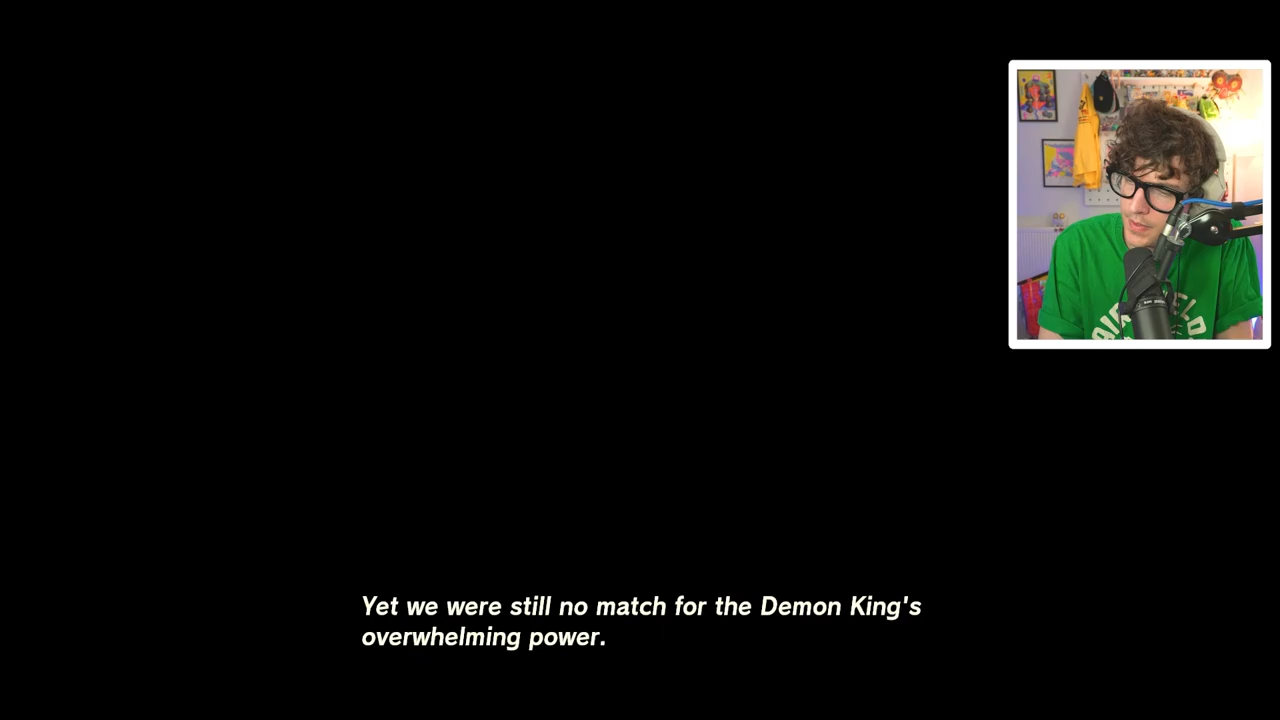 Yet we were still no match for the Demon King's
overwhelming power.